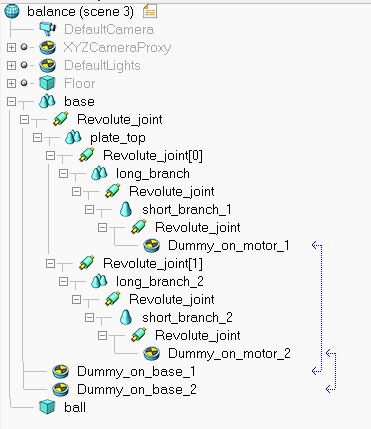 balance (scene 3)
DefaultCamera
XYZCameraProxy
DefaultLights
Floor
base
Revolute_joint
plate_top
Revolute_joint[0]
long_branch
Revolute_joint
short_branch_1
Revolute_joint
Dummy_on_motor_1
Revolute_joint[1]
long_branch_2
Revolute_joint
short_branch_2
Revolute_joint
Dummy_on_motor_2
Dummy_on_base_1
Dummy_on_base_2
ball